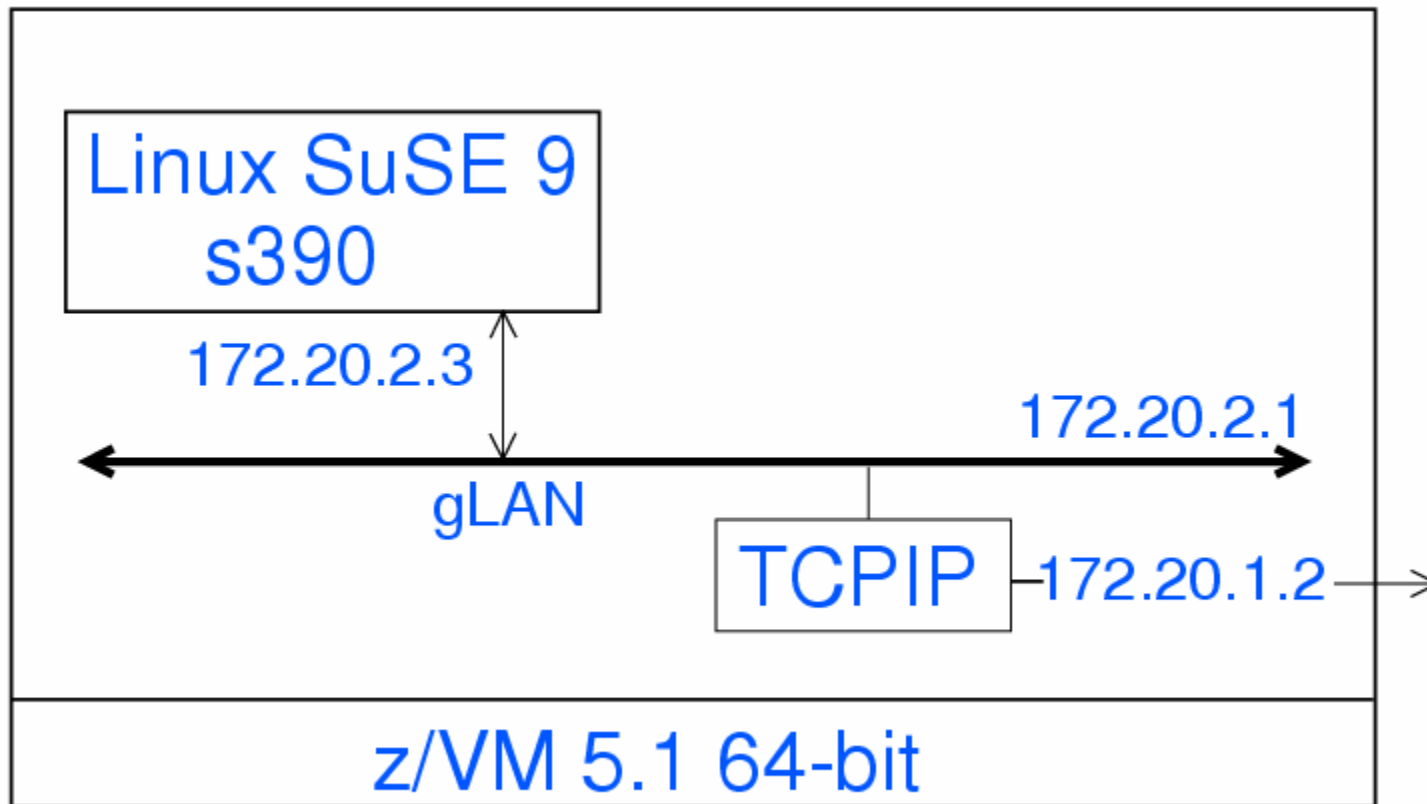 Linux SuSE 9
s390
172.20.2.3
172.20.2.1
gLAN
TCPIP
172.20.1.2
z/VM 5.1 64-bit